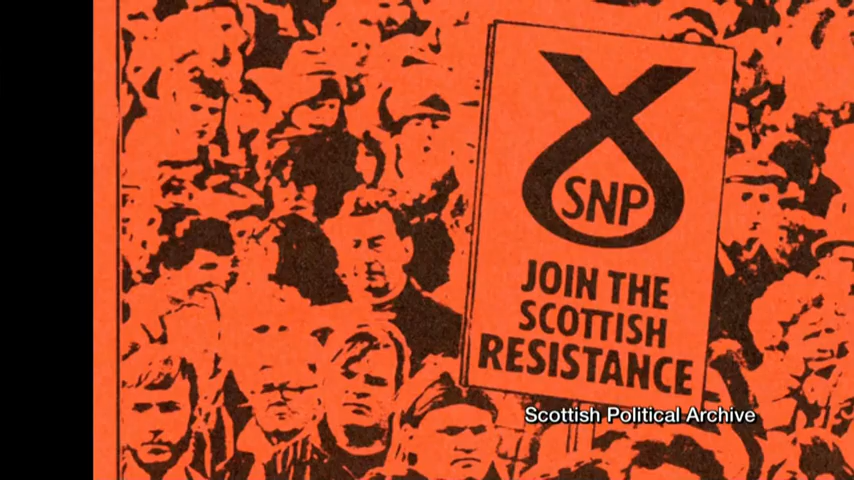 SNP
JOIN THE
SCOTTISH
RESISTANCE
Scottish Political Archive